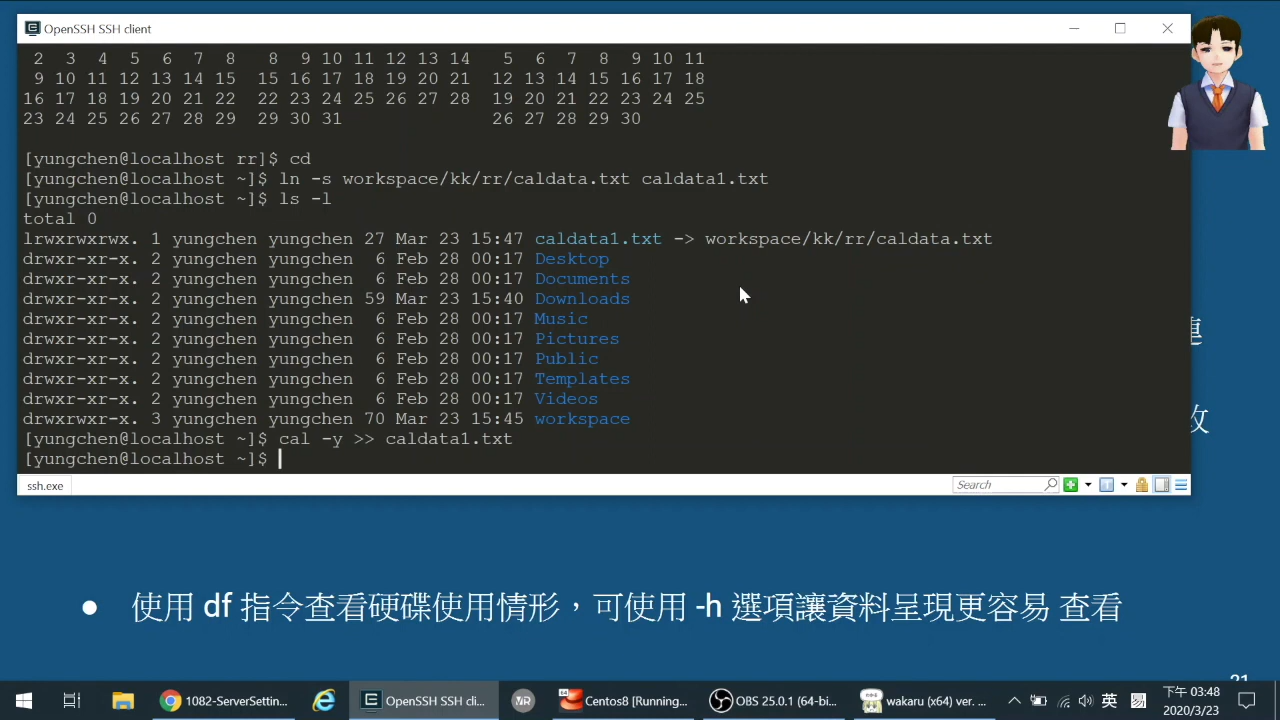 OpenSSH SSH client
2 3 4 5 6 7 8 8 9 10 11 12 13 14 5 6 7 8 9 10 11
9 10 11 12 13 14 15 15 16 17 18 19 20 21 12 13 14 15 16 17 18
16 17 18 19 20 21 22 22 23 24 25 26 27 28 19 20 21 22 23 24 25
23 24 25 26 27 28 29 29 30 31 26 27 28 29 30
[yungchen@localhost rr]$ cd
[yungchen@localhost ~]$ ln -s workspace/kk/rr/caldata.txt caldata1.txt
[yungchen@localhost ~]$ ls -l
total 0
lrwxrwxrwx. 1 yungchen yungchen 27 Mar 23 15:47 caldata1.txt -> workspace/kk/rr/caldata.txt
drwxr-xr-x. 2 yungchen yungchen 6 Feb 28 00:17 Desktop
drwxr-xr-x. 2 yungchen yungchen 6 Feb 28 00:17 Documents
drwxr-xr-x. 2 yungchen yungchen 59 Mar 23 15:40 Downloads
drwxr-xr-x. 2 yungchen yungchen 6 Feb 28 00:17 Music
drwxr-xr-x. 2 yungchen yungchen 6 Feb 28 00:17 Pictures
drwxr-xr-x. 2 yungchen yungchen 6 Feb 28 00:17 Public
drwxr-xr-x. 2 yungchen yungchen 6 Feb 28 00:17 Templates
drwxr-xr-x. 2 yungchen yungchen 6 Feb 28 00:17 Videos
drwxrwxr-x. 3 yungchen yungchen 70 Mar 23 15:45 workspace
[yungchen@localhost ~]$ cal -y >> caldata1.txt
[yungchen@localhost ~]$
ssh.exe
Search
● 使用 df 指令查看硬碟使用情形，可使用 -h 選項讓資料呈現更容易 查看
1082-ServerSettin...
OpenSSH SSH cli...
Centos8 [Running...
OBS 25.0.1 (64-bi...
wakaru (x64) ver. ...
英
下午 03:48
2020/3/23